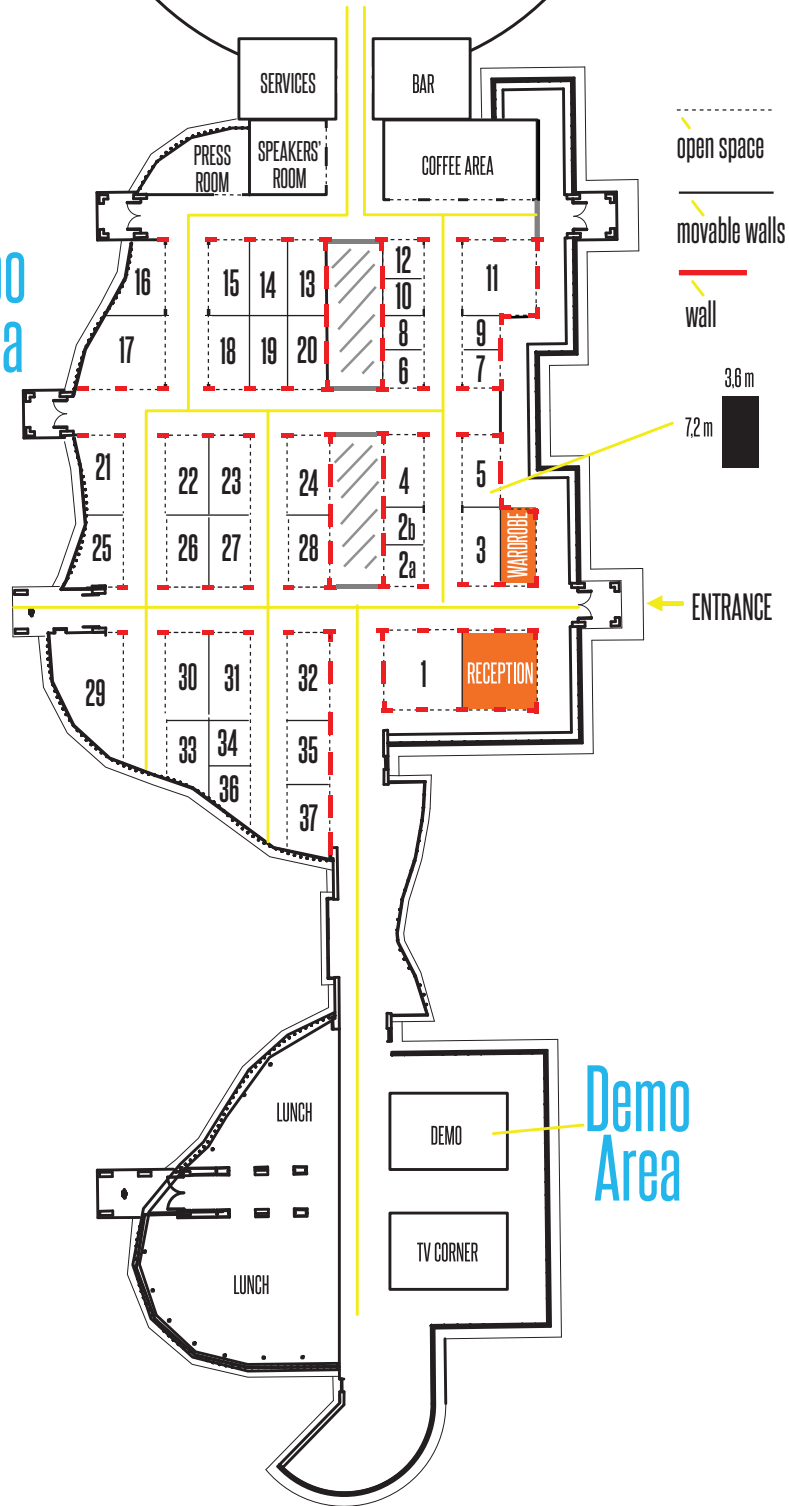 SERVICES
BAR
PRESS
ROOM
SPEAKERS'
ROOM
COFFEE AREA
open space
movable walls
wall
16
15
14
13
12
10
11
17
18
19
20
8
6
9
7
3,6 m
7,2 m
21
22
23
24
4
5
25
26
27
28
2b
2a
3
WARDROBE
ENTRANCE
29
30
31
32
1
RECEPTION
33
34
35
36
37
LUNCH
DEMO
Demo
Area
LUNCH
TV CORNER